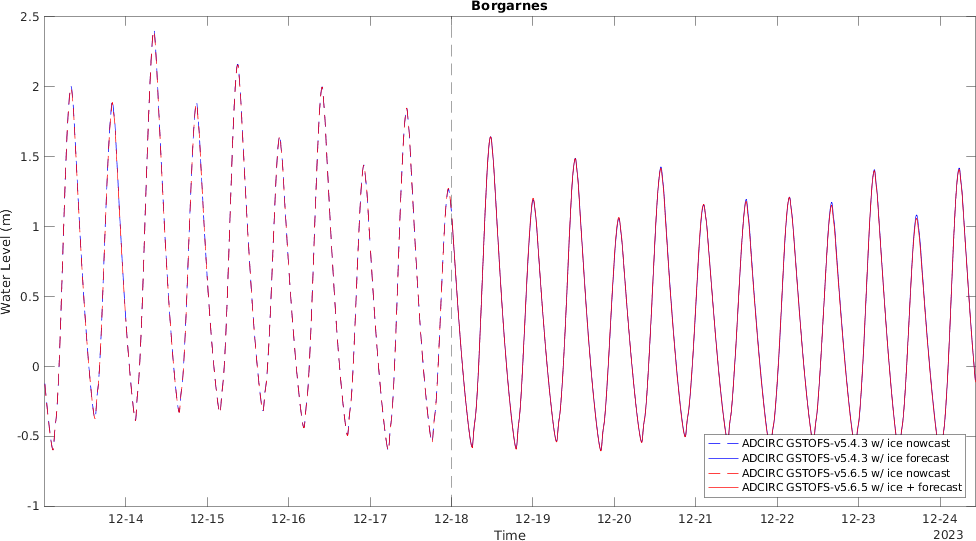 Borgarnes
2.5
2
1.5
1
0.5
0
-0.5
-1
Water Level (m)
12-14 12-15 12-16 12-17 12-18 12-19 12-20 12-21 12-22 12-23 12-24
Time
2023
ADCIRC GSTOFS-v5.4.3 w/ ice nowcast
ADCIRC GSTOFS-v5.4.3 w/ ice forecast
ADCIRC GSTOFS-v5.6.5 w/ ice nowcast
ADCIRC GSTOFS-v5.6.5 w/ ice + forecast